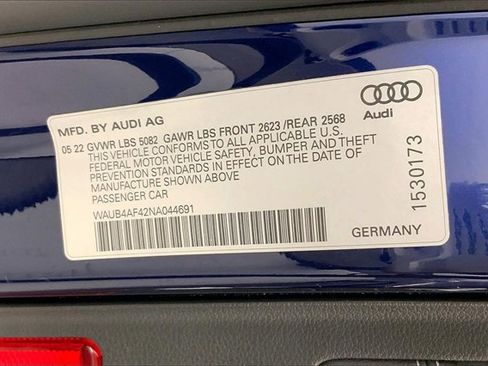 MFD. BY AUDI AG
05 22 GVWR LBS 5082 GAWR LBS FRONT 2623 /REAR 2568
THIS VEHICLE CONFORMS TO ALL APPLICABLE U.S.
FEDERAL MOTOR VEHICLE SAFETY, BUMPER AND THEFT
PREVENTION STANDARDS IN EFFECT ON THE DATE OF
MANUFACTURE SHOWN ABOVE
PASSENGER CAR
WAUB4AF42NA044691
Audi
1530173
GERMANY